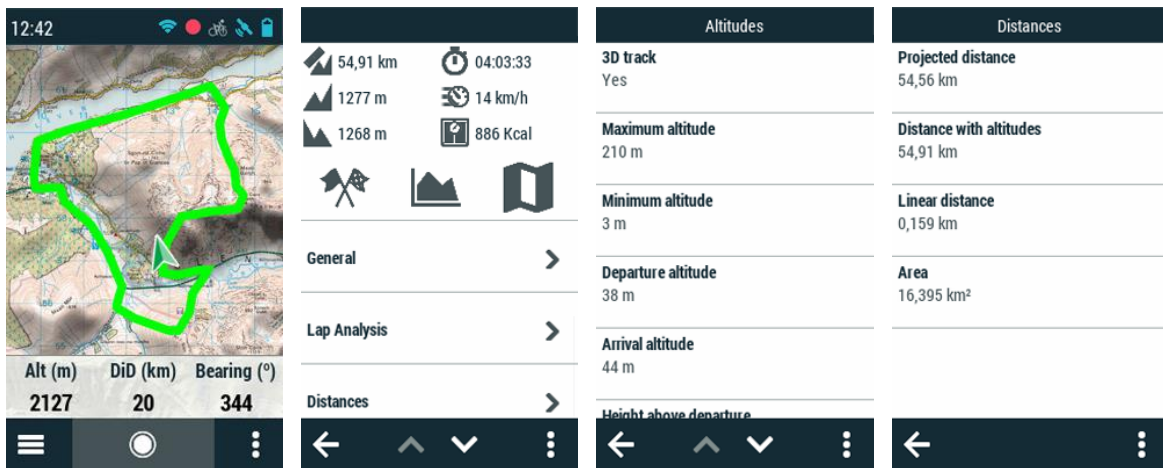 12:42
Alt (m) DiD (km) Bearing (º)
2127 20 344
54,91 km 04:03:33
1277 m 14 km/h
1268 m 886 Kcal
General
Lap Analysis
Distances
Altitudes
3D track
Yes
Maximum altitude
210 m
Minimum altitude
3 m
Departure altitude
38 m
Arrival altitude
44 m
Height above departure
Distances
Projected distance
54,56 km
Distance with altitudes
54,91 km
Linear distance
0,159 km
Area
16,395 km²